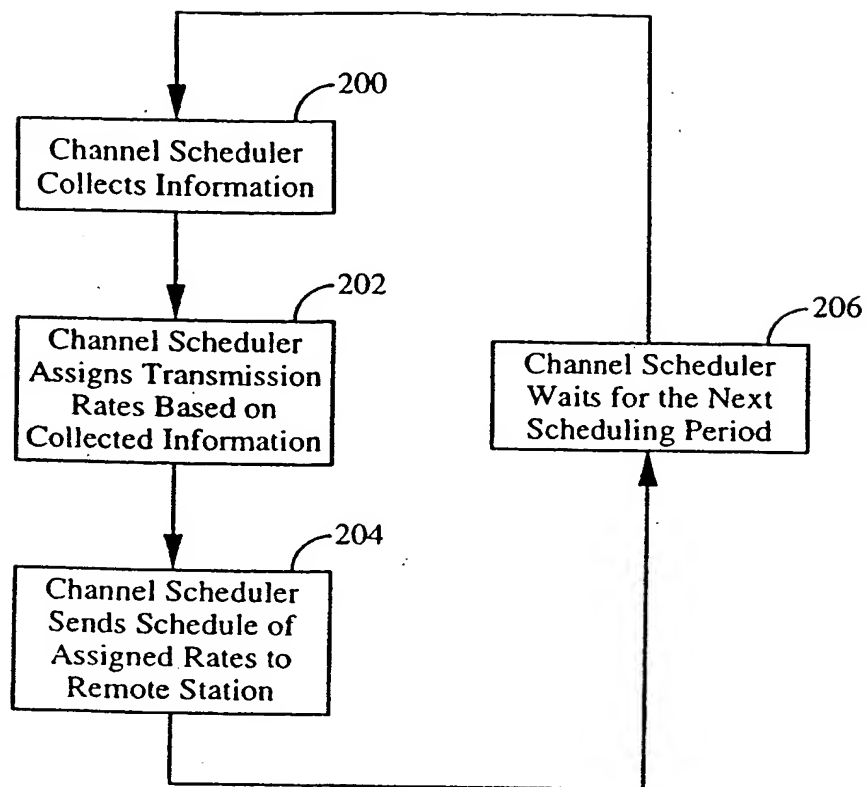 200
Channel Scheduler
Collects Information
202
Channel Scheduler
Assigns Transmission
Rates Based on
Collected Information
204
Channel Scheduler
Sends Schedule of
Assigned Rates to
Remote Station
206
Channel Scheduler
Waits for the Next
Scheduling Period